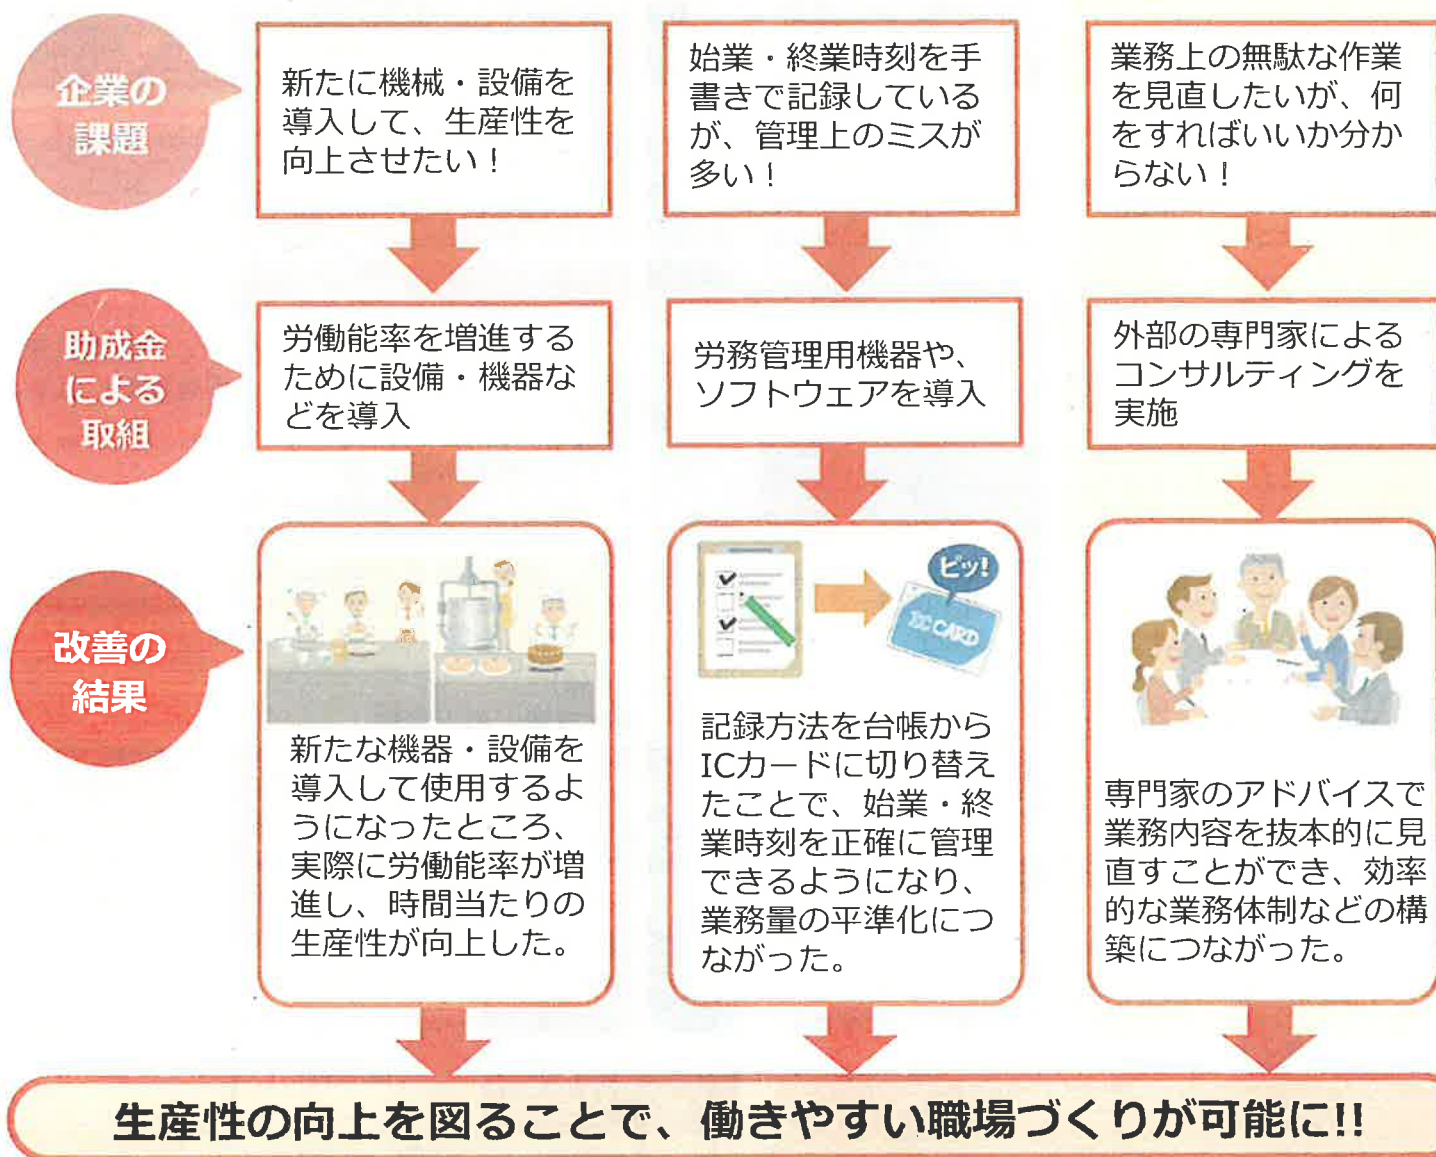 企業の
課題
新たに機械・設備を
導入して、生産性を
向上させたい！
始業・終業時刻を手
書きで記録している
が、管理上のミスが
多い！
業務上の無駄な作業
を見直したいが、何
をすればいいか分か
らない！
助成金
による
取組
労働能率を増進する
ために設備・機器な
どを導入
労務管理用機器や、
ソフトウェアを導入
外部の専門家による
コンサルティングを
実施
改善の
結果
新たな機器・設備を
導入して使用するよ
うになったところ、
実際に労働能率が増
進し、時間当たりの
生産性が向上した。
ピッ!
IC CARD
記録方法を台帳から
ICカードに切り替え
たことで、始業・終
業時刻を正確に管理
できるようになり、
業務量の平準化につ
ながった。
専門家のアドバイスで
業務内容を抜本的に見
直すことができ、効率
的な業務体制などの構
築につながった。
生産性の向上を図ることで、働きやすい職場づくりが可能に!!